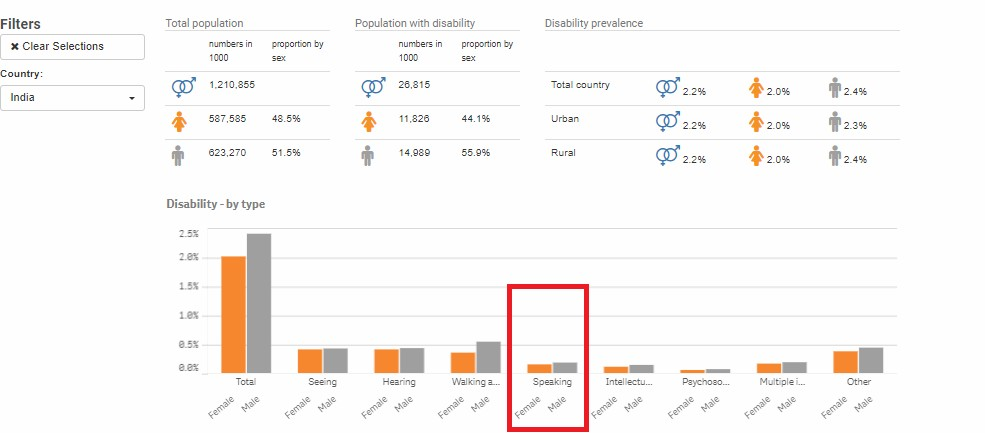 Filters
✖ Clear Selections
Country:
India
Total population
numbers in 1000
proportion by sex
1,210,855
587,585 48.5%
623,270 51.5%
Population with disability
numbers in 1000
proportion by sex
26,815
11,826 44.1%
14,989 55.9%
Disability prevalence
Total country 2.2% 2.0% 2.4%
Urban 2.2% 2.0% 2.3%
Rural 2.2% 2.0% 2.4%
Disability - by type
2.5%
2.0%
1.5%
1.0%
0.5%
0.0%
Total Seeing Hearing Walking a... Speaking Intellectu... Psychoso... Multiple i... Other
Female Male Female Male Female Male Female Male Female Male Female Male Female Male Female Male Female Male